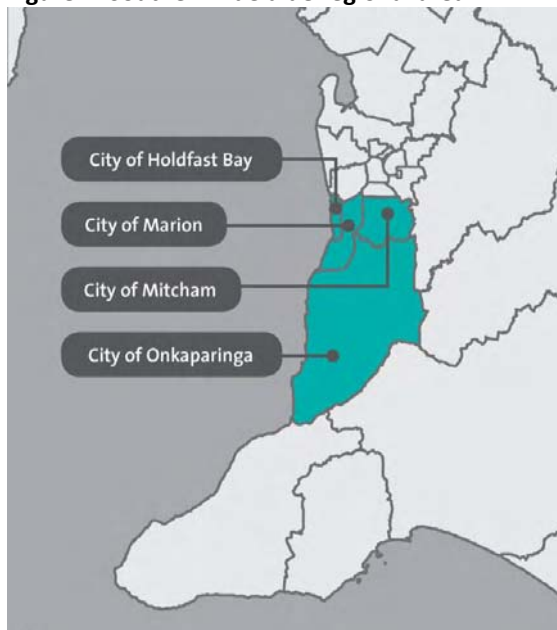 City of Holdfast Bay
City of Marion
City of Mitcham
City of Onkaparinga